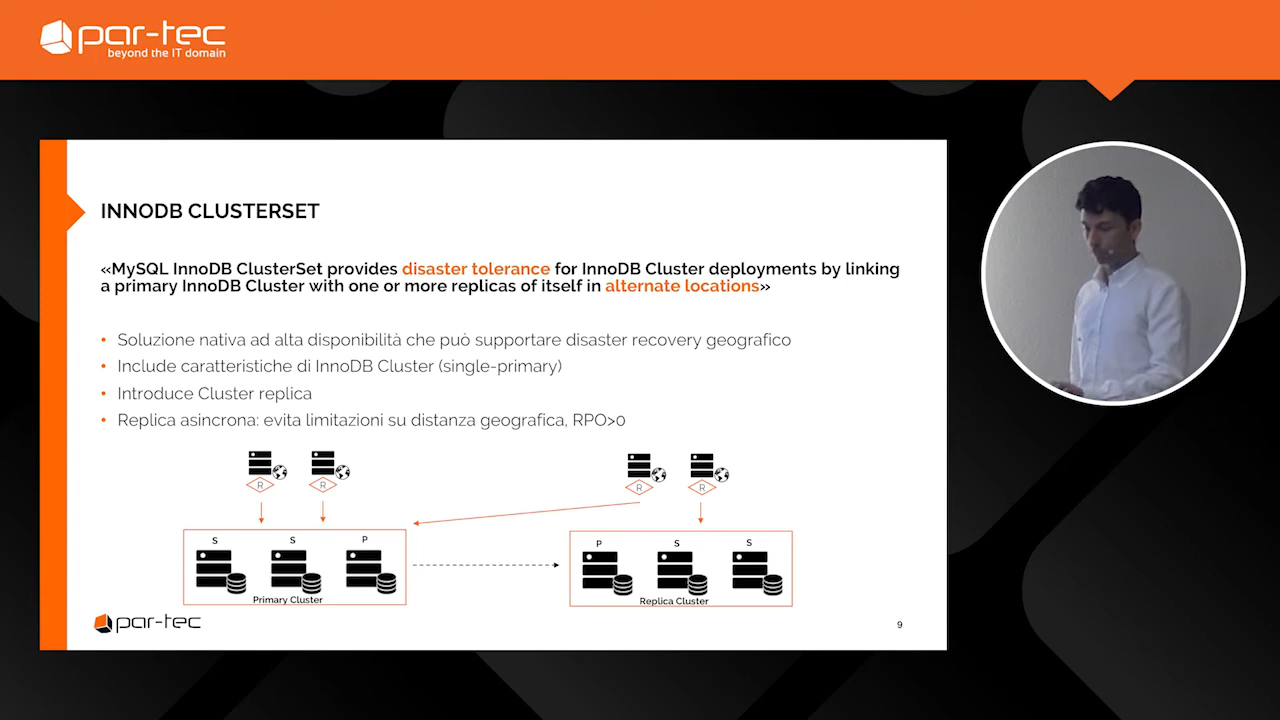 par-tec
beyond the IT domain
INNODB CLUSTERSET
«MySQL InnoDB ClusterSet provides disaster tolerance for InnoDB Cluster deployments by linking
a primary InnoDB Cluster with one or more replicas of itself in alternate locations»
• Soluzione nativa ad alta disponibilità che può supportare disaster recovery geografico
• Include caratteristiche di InnoDB Cluster (single-primary)
• Introduce Cluster replica
• Replica asincrona: evita limitazioni su distanza geografica, RPO>0
R R R R
S S P P S S
Primary Cluster Replica Cluster
par-tec
9